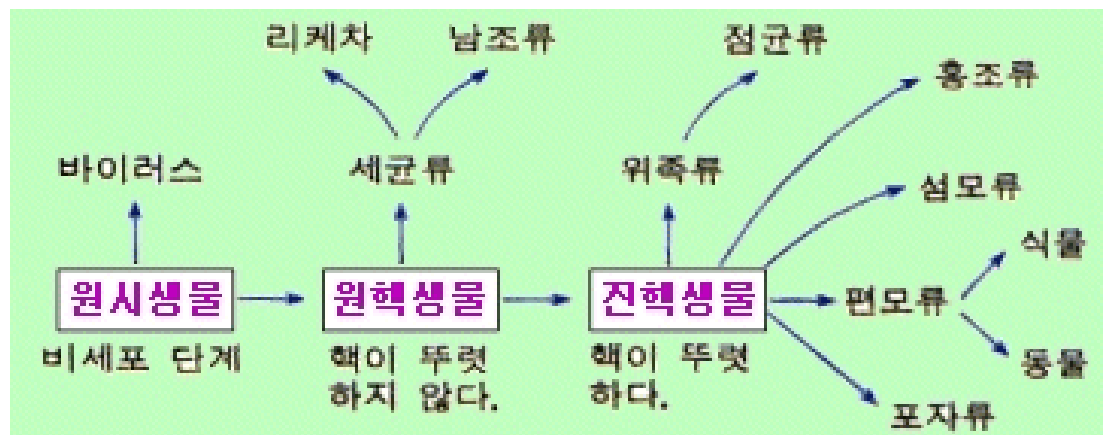 리케차 남조류 점균류
홍조류
바이러스 세균류 위족류
섬모류
식물
원시생물 원핵생물 진핵생물 편모류
비세포 단계 핵이 뚜렷 핵이 뚜렷
동물
하지 않다. 하다.
포자류